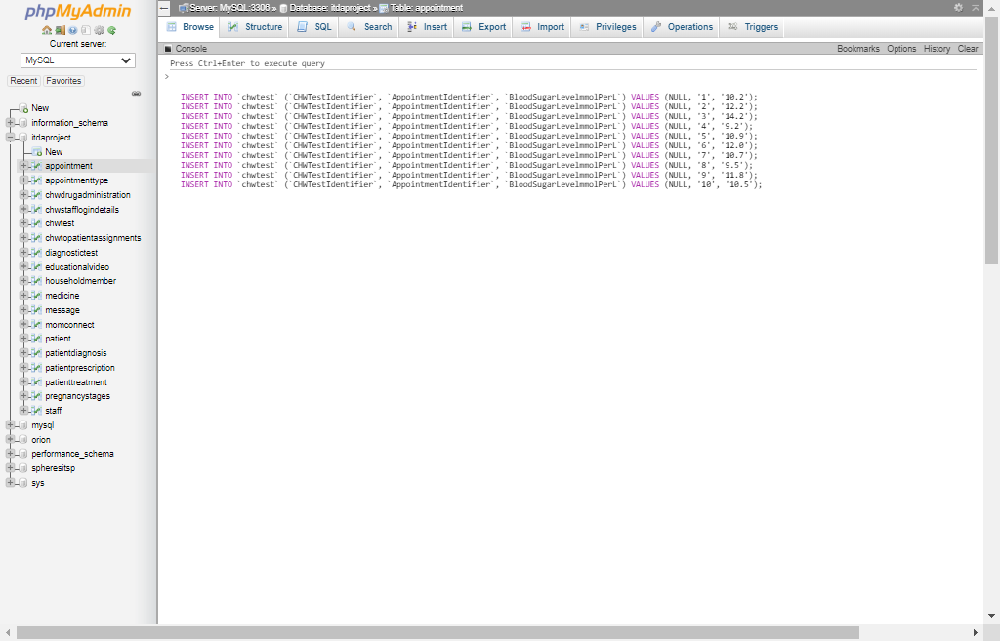 phpMyAdmin
Current server:
MySQL
Recent Favorites
New
information_schema
itdaproject
New
appointment
appointmenttype
chwdrugadministration
chwstafflogindetails
chwtest
chwtopatientassignments
diagnostictest
educationalvideo
householdmember
medicine
message
momconnect
patient
patientdiagnosis
patientprescription
patienttreatment
pregnancystages
staff
mysql
orion
performance_schema
spheresitsp
sys
Server: MySQL:3308 » Database: itdaproject » Table: appointment
Browse Structure SQL Search Insert Export Import Privileges Operations Triggers
Console Bookmarks Options History Clear
Press Ctrl+Enter to execute query
>
INSERT INTO `chwtest` (`CHWTestIdentifier`, `AppointmentIdentifier`, `BloodSugarLevelmmolPerL`) VALUES (NULL, '1', '10.2');
INSERT INTO `chwtest` (`CHWTestIdentifier`, `AppointmentIdentifier`, `BloodSugarLevelmmolPerL`) VALUES (NULL, '2', '12.2');
INSERT INTO `chwtest` (`CHWTestIdentifier`, `AppointmentIdentifier`, `BloodSugarLevelmmolPerL`) VALUES (NULL, '3', '14.2');
INSERT INTO `chwtest` (`CHWTestIdentifier`, `AppointmentIdentifier`, `BloodSugarLevelmmolPerL`) VALUES (NULL, '4', '9.2');
INSERT INTO `chwtest` (`CHWTestIdentifier`, `AppointmentIdentifier`, `BloodSugarLevelmmolPerL`) VALUES (NULL, '5', '10.9');
INSERT INTO `chwtest` (`CHWTestIdentifier`, `AppointmentIdentifier`, `BloodSugarLevelmmolPerL`) VALUES (NULL, '6', '12.0');
INSERT INTO `chwtest` (`CHWTestIdentifier`, `AppointmentIdentifier`, `BloodSugarLevelmmolPerL`) VALUES (NULL, '7', '10.7');
INSERT INTO `chwtest` (`CHWTestIdentifier`, `AppointmentIdentifier`, `BloodSugarLevelmmolPerL`) VALUES (NULL, '8', '9.5');
INSERT INTO `chwtest` (`CHWTestIdentifier`, `AppointmentIdentifier`, `BloodSugarLevelmmolPerL`) VALUES (NULL, '9', '11.8');
INSERT INTO `chwtest` (`CHWTestIdentifier`, `AppointmentIdentifier`, `BloodSugarLevelmmolPerL`) VALUES (NULL, '10', '10.5');